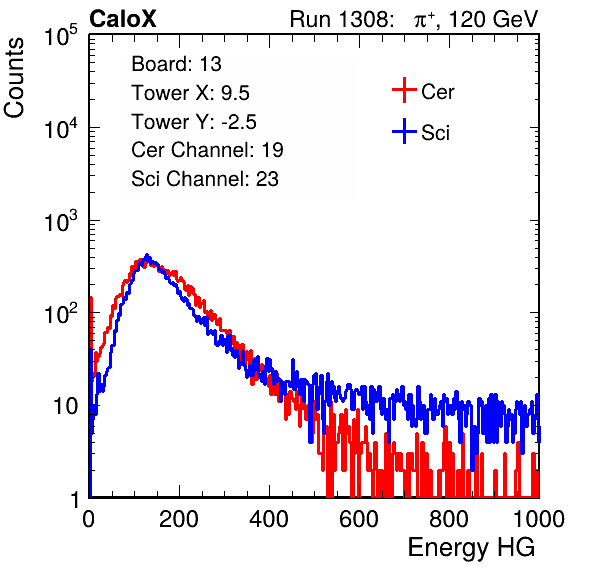 CaloX Run 1308: π⁺, 120 GeV
Counts
10⁵
10⁴
10³
10²
10
1
Board: 13
Tower X: 9.5
Tower Y: -2.5
Cer Channel: 19
Sci Channel: 23
Cer
Sci
0 200 400 600 800 1000
Energy HG